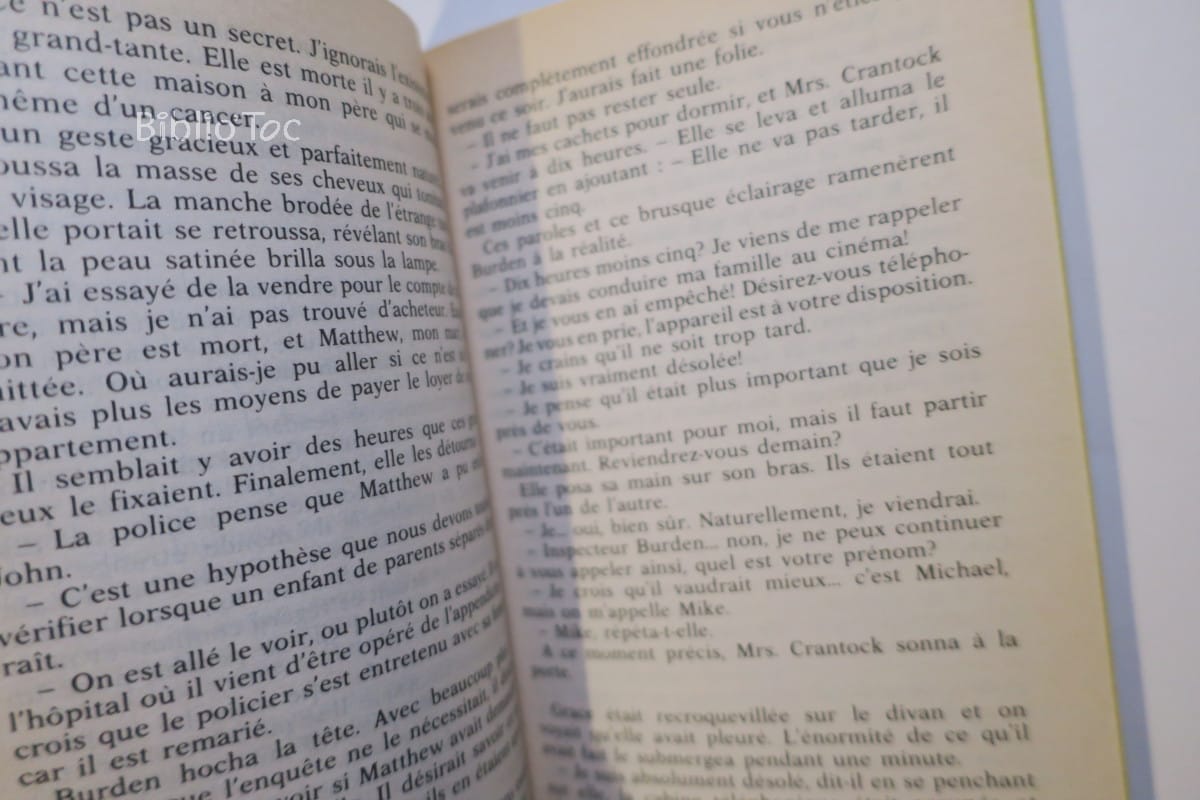 n'est pas un secret. J'ignorais
grand-tante. Elle est morte il y a
cette maison à mon père qui se
d'un cancer.
un geste gracieux et parfaitement
la masse de ses cheveux qui
visage. La manche brodée de l'étrange
elle portait se retroussa, révélant son
la peau satinée brilla sous la lampe.
– J'ai essayé de la vendre pour le compte
mais je n'ai pas trouvé d'acheteur.
père est mort, et Matthew, mon
Où aurais-je pu aller si ce n'est
avais plus les moyens de payer le loyer
Il semblait y avoir des heures que ces
le fixaient. Finalement, elle les
– La police pense que Matthew a pu
John.
– C'est une hypothèse que nous devons
vérifier lorsque un enfant de parents séparés
– On est allé le voir, ou plutôt on a essayé.
l'hôpital où il vient d'être opéré de
crois que le policier s'est entretenu avec
car il est remarié.
Burden hocha la tête. Avec beaucoup
l'enquête ne le nécessitait,
si Matthew avait
Il désirait savoir
en étaient
Biblio Toc
serais complètement effondrée si vous
venu ce soir. J'aurais fait une folie.
– Il ne faut pas rester seule.
– J'ai mes cachets pour dormir, et Mrs. Crantock
va venir à dix heures. – Elle se leva et alluma le
plafonnier en ajoutant : – Elle ne va pas tarder, il
est moins cinq.
Ces paroles et ce brusque éclairage ramenèrent
Burden à la réalité.
– Dix heures moins cinq? Je viens de me rappeler
que je devais conduire ma famille au cinéma!
– Et je vous en ai empêché! Désirez-vous télépho-
ner? Je vous en prie, l'appareil est à votre disposition.
– Je crains qu'il ne soit trop tard.
– Je suis vraiment désolée!
– Je pense qu'il était plus important que je sois
près de vous.
– C'était important pour moi, mais il faut partir
maintenant. Reviendrez-vous demain?
Elle posa sa main sur son bras. Ils étaient tout
près l'un de l'autre.
– Je... oui, bien sûr. Naturellement, je viendrai.
– Inspecteur Burden... non, je ne peux continuer
à vous appeler ainsi, quel est votre prénom?
– Je crois qu'il vaudrait mieux... c'est Michael,
mais on m'appelle Mike.
– Mike, répéta-t-elle.
A ce moment précis, Mrs. Crantock sonna à la
porte.
Grace était recroquevillée sur le divan et on
voyait qu'elle avait pleuré. L'énormité de ce qu'il
avait fait le submergea pendant une minute.
– Je suis absolument désolé, dit-il en se penchant